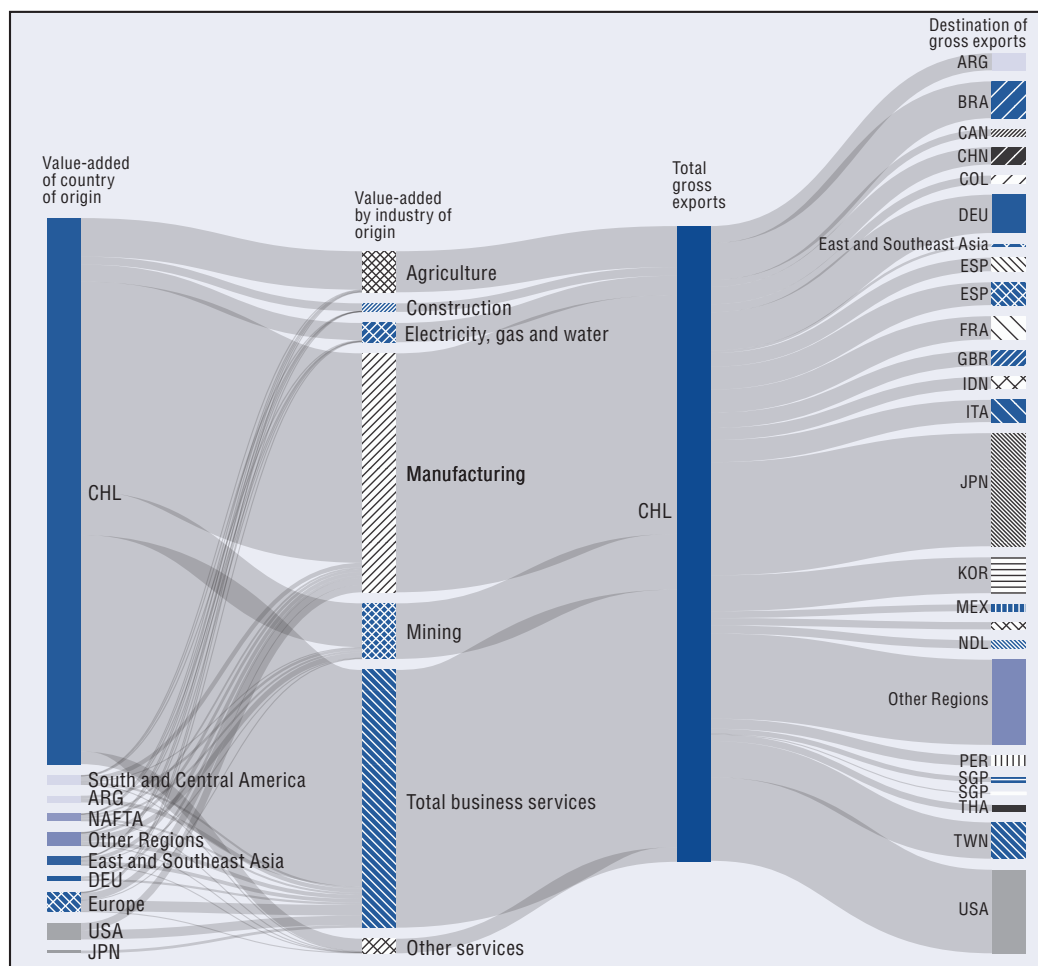 Destination of
gross exports
ARG
BRA
CAN
CHN
COL
DEU
East and Southeast Asia
ESP
ESP
FRA
GBR
IDN
ITA
JPN
KOR
MEX
NDL
Other Regions
PER
SGP
SGP
THA
TWN
USA
Value-added
of country
of origin
CHL
South and Central America
ARG
NAFTA
Other Regions
East and Southeast Asia
DEU
Europe
USA
JPN
Value-added
by industry of
origin
Agriculture
Construction
Electricity, gas and water
Manufacturing
Mining
Total business services
Other services
Total
gross
exports
CHL